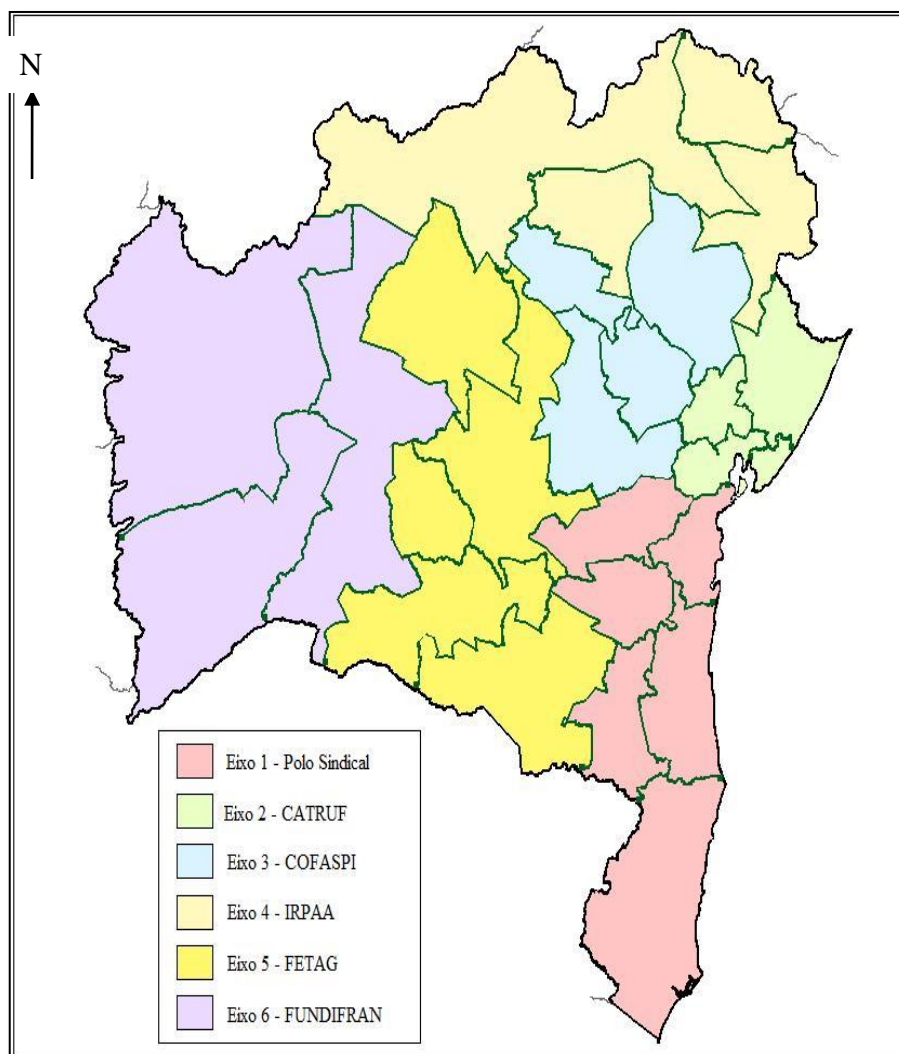 N
Eixo 1 - Polo Sindical
Eixo 2 - CATRUF
Eixo 3 - COFASPI
Eixo 4 - IRPAA
Eixo 5 - FETAG
Eixo 6 - FUNDIFRAN